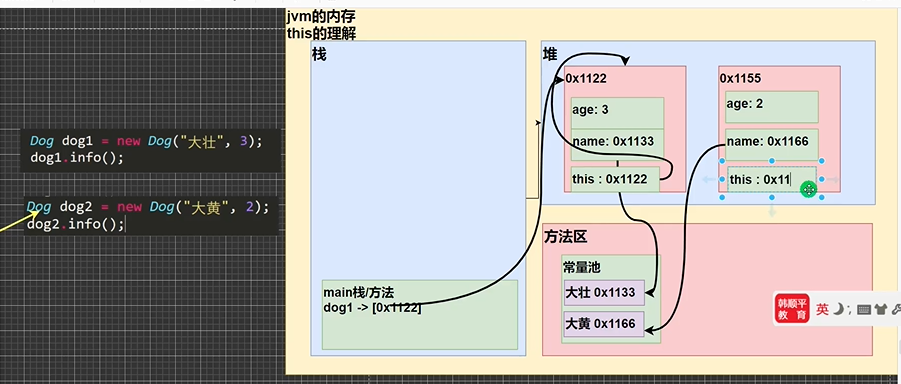 jvm的内存
this的理解
栈
堆
0x1122
age: 3
name: 0x1133
this : 0x1122
0x1155
age: 2
name: 0x1166
this : 0x11
Dog dog1 = new Dog("大壮", 3);
dog1.info();
Dog dog2 = new Dog("大黄", 2);
dog2.info();
main栈/方法
dog1 -> [0x1122]
方法区
常量池
大壮 0x1133
大黄 0x1166
韩顺平
教育
英